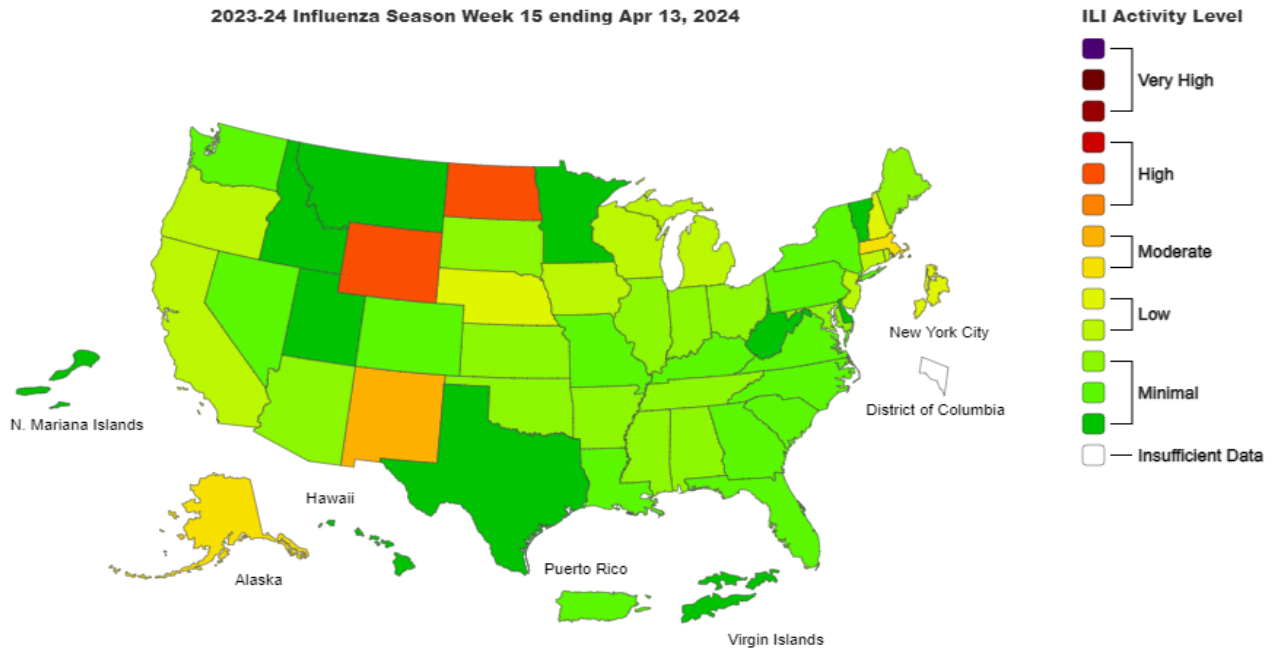 2023-24 Influenza Season Week 15 ending Apr 13, 2024
ILI Activity Level
Very High
High
Moderate
Low
Minimal
Insufficient Data
New York City
District of Columbia
N. Mariana Islands
Hawaii
Alaska
Puerto Rico
Virgin Islands